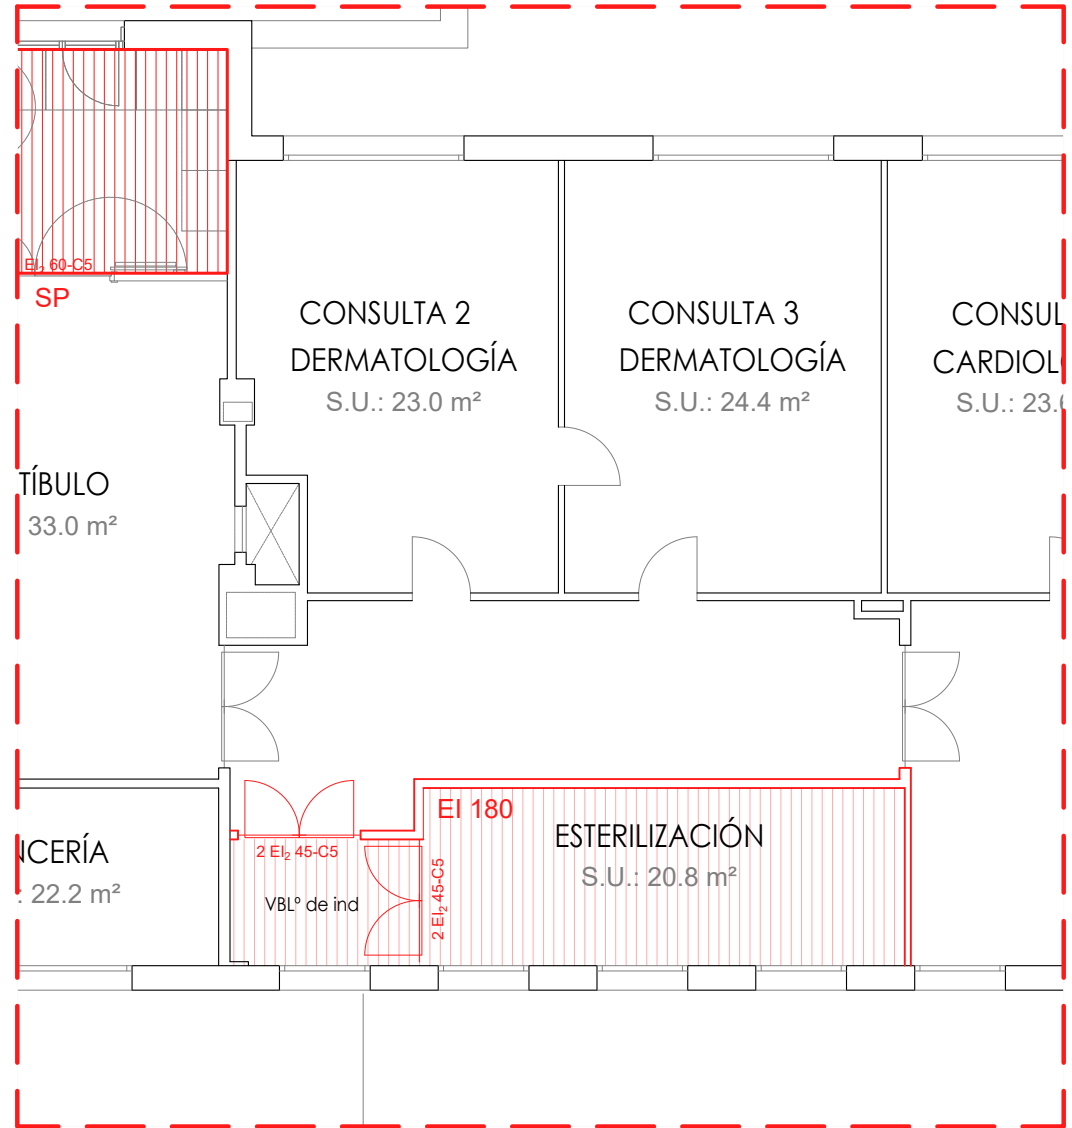 EI₂ 60-C5
SP
CONSULTA 2
DERMATOLOGÍA
S.U.: 23.0 m²
CONSULTA 3
DERMATOLOGÍA
S.U.: 24.4 m²
CONSUL
CARDIOL
S.U.: 23.6
TÍBULO
33.0 m²
EI 180
ESTERILIZACIÓN
S.U.: 20.8 m²
2 EI₂ 45-C5
2 EI₂ 45-C5
VBLº de ind
NCERÍA
: 22.2 m²